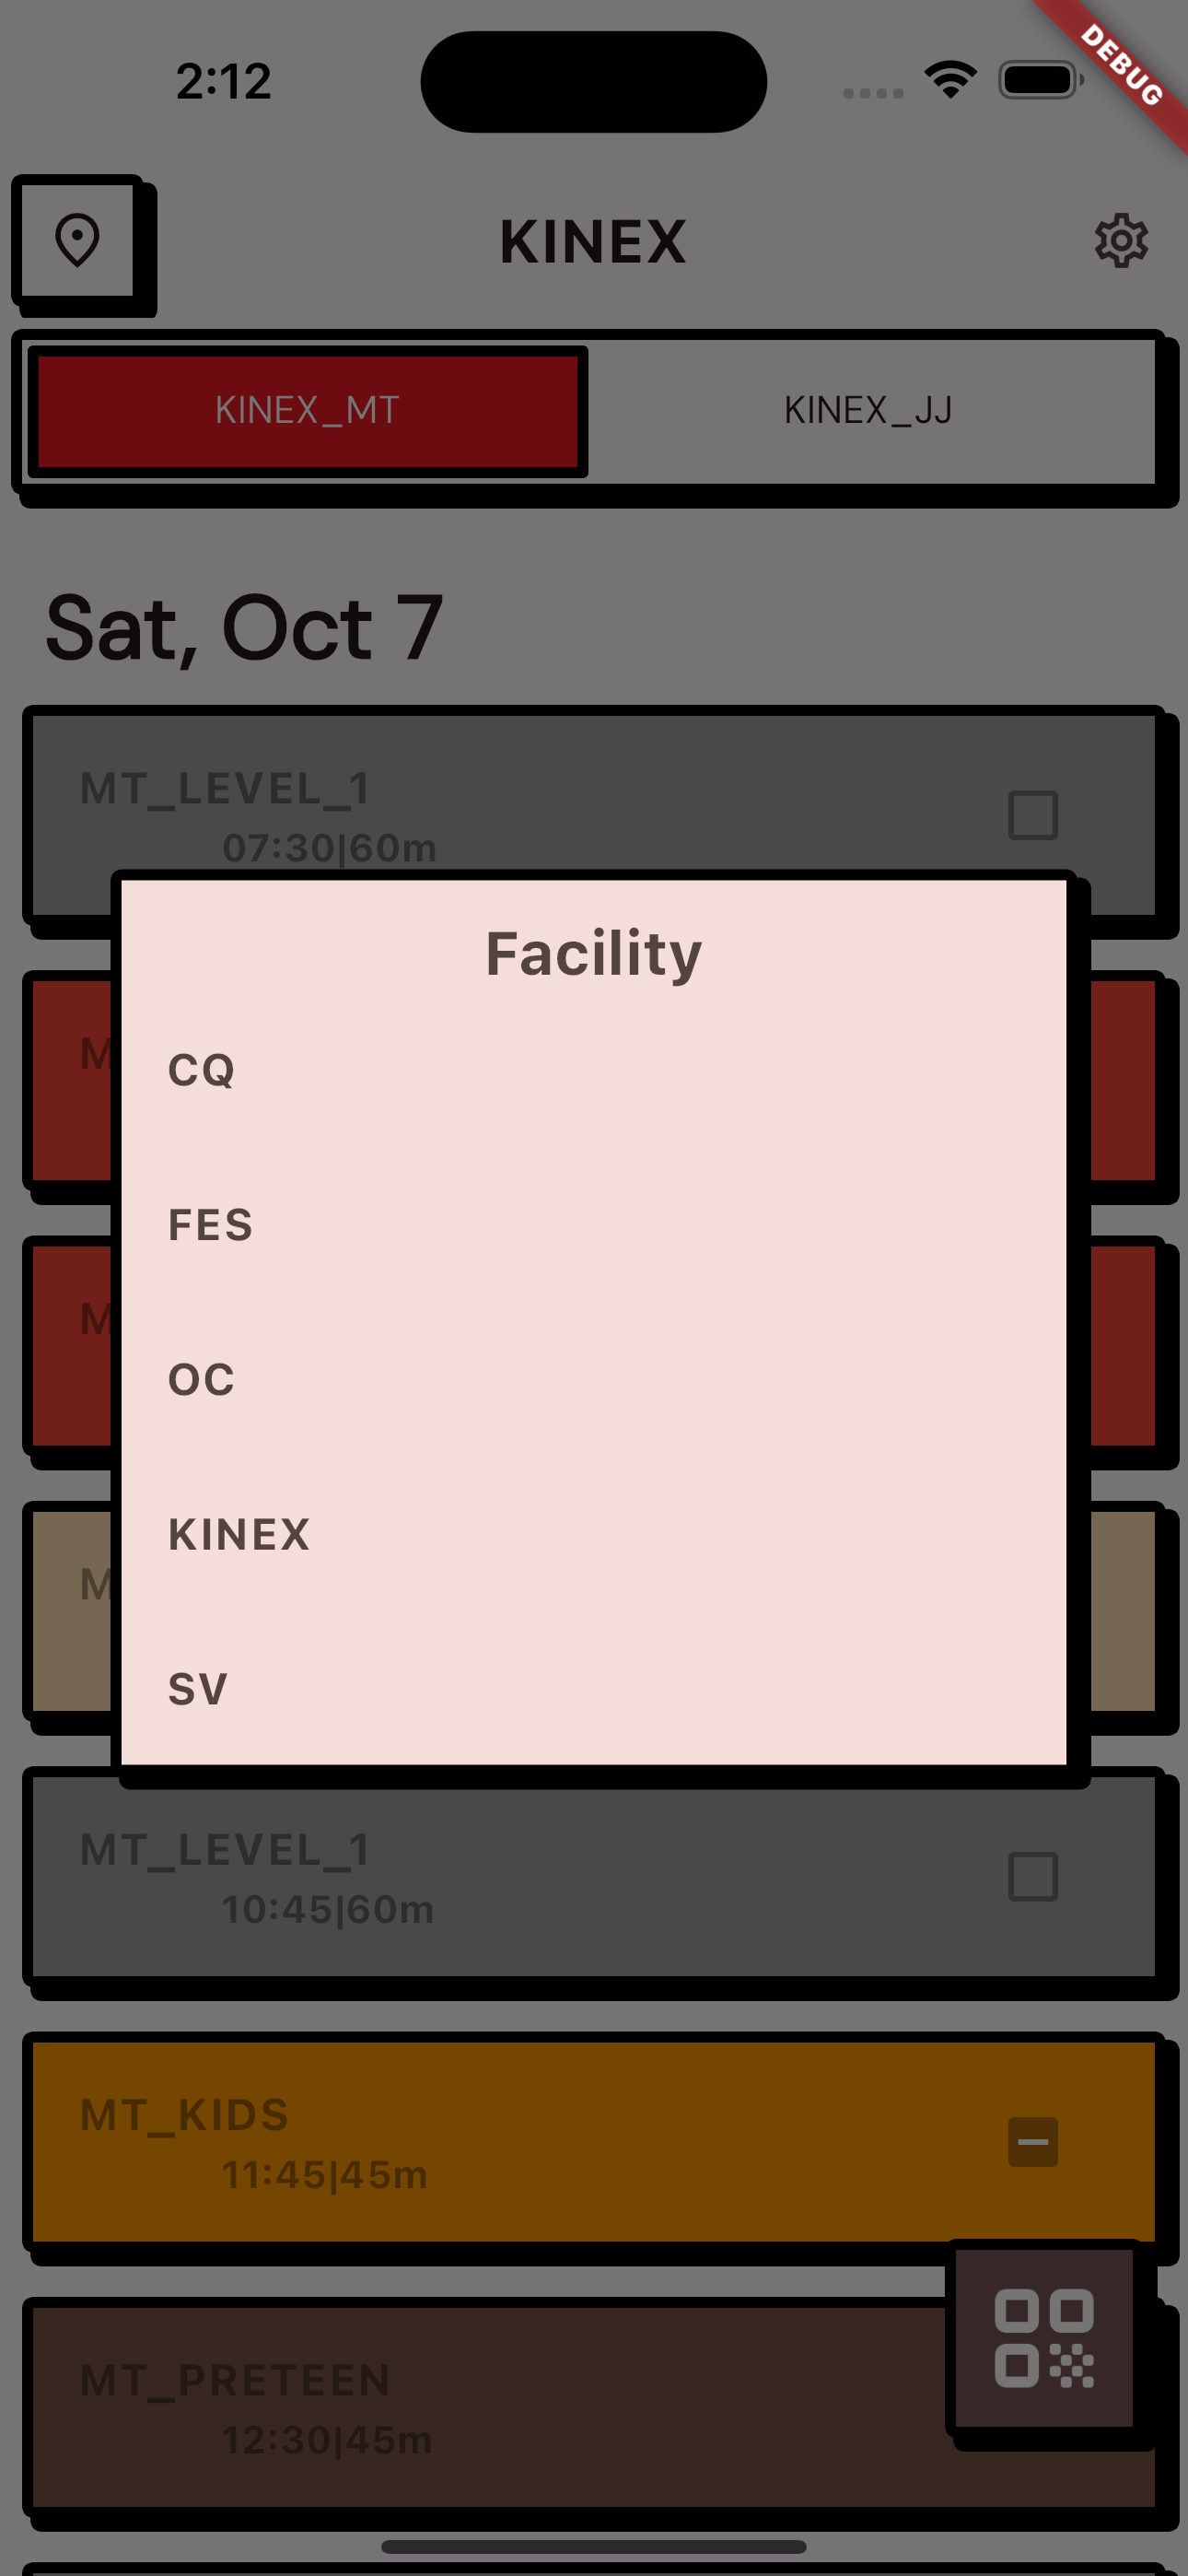 2:12
DEBUG
KINEX
KINEX_MT
KINEX_JJ
Sat, Oct 7
MT_LEVEL_1
07:30|60m
Facility
CQ
FES
OC
KINEX
SV
MT_LEVEL_1
10:45|60m
MT_KIDS
11:45|45m
MT_PRETEEN
12:30|45m